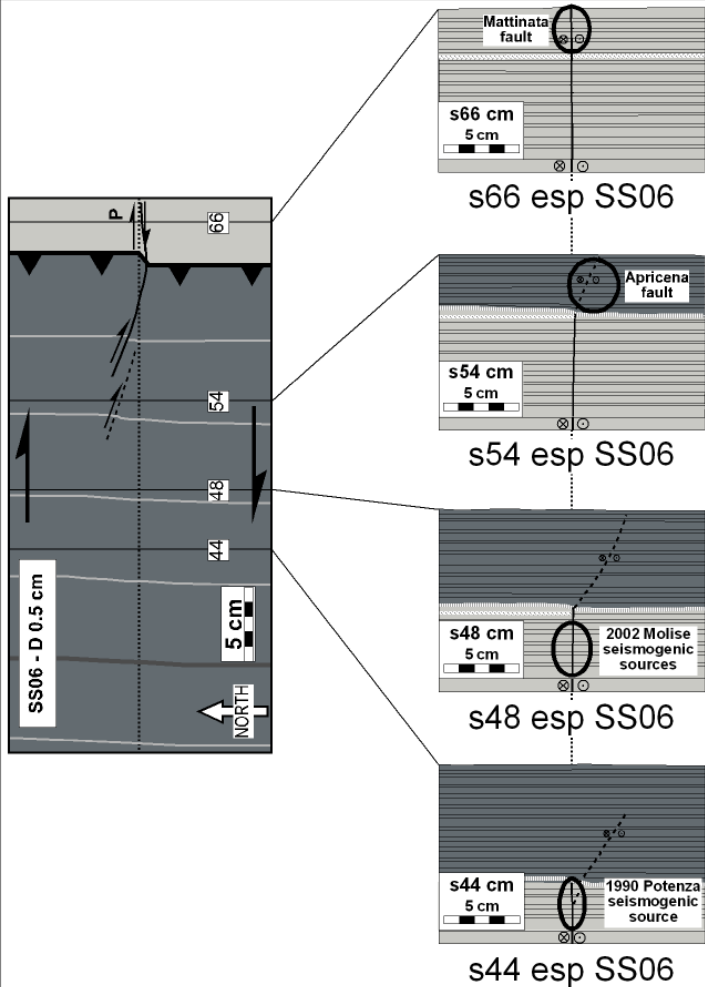 P
66
54
48
44
SS06 - D 0.5 cm
5 cm
NORTH
Mattinata
fault
s66 cm
5 cm
s66 esp SS06
Apricena
fault
s54 cm
5 cm
s54 esp SS06
s48 cm
5 cm
2002 Molise
seismogenic
sources
s48 esp SS06
s44 cm
5 cm
1990 Potenza
seismogenic
source
s44 esp SS06